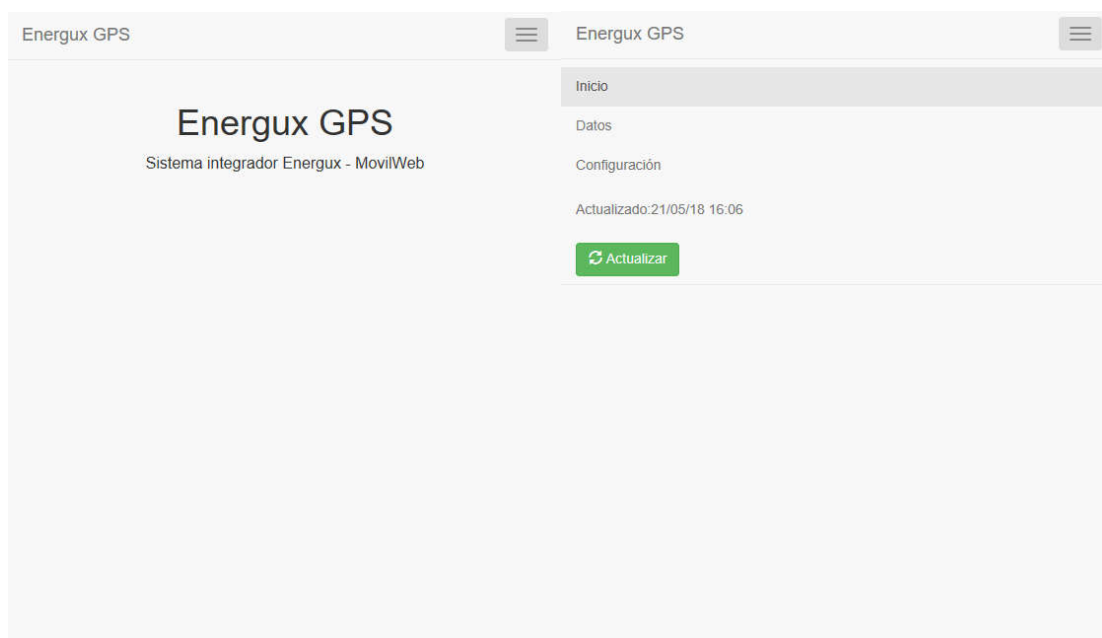 Energux GPS
Energux GPS
Sistema integrador Energux - MovilWeb
Energux GPS
Inicio
Datos
Configuración
Actualizado:21/05/18 16:06
Actualizar